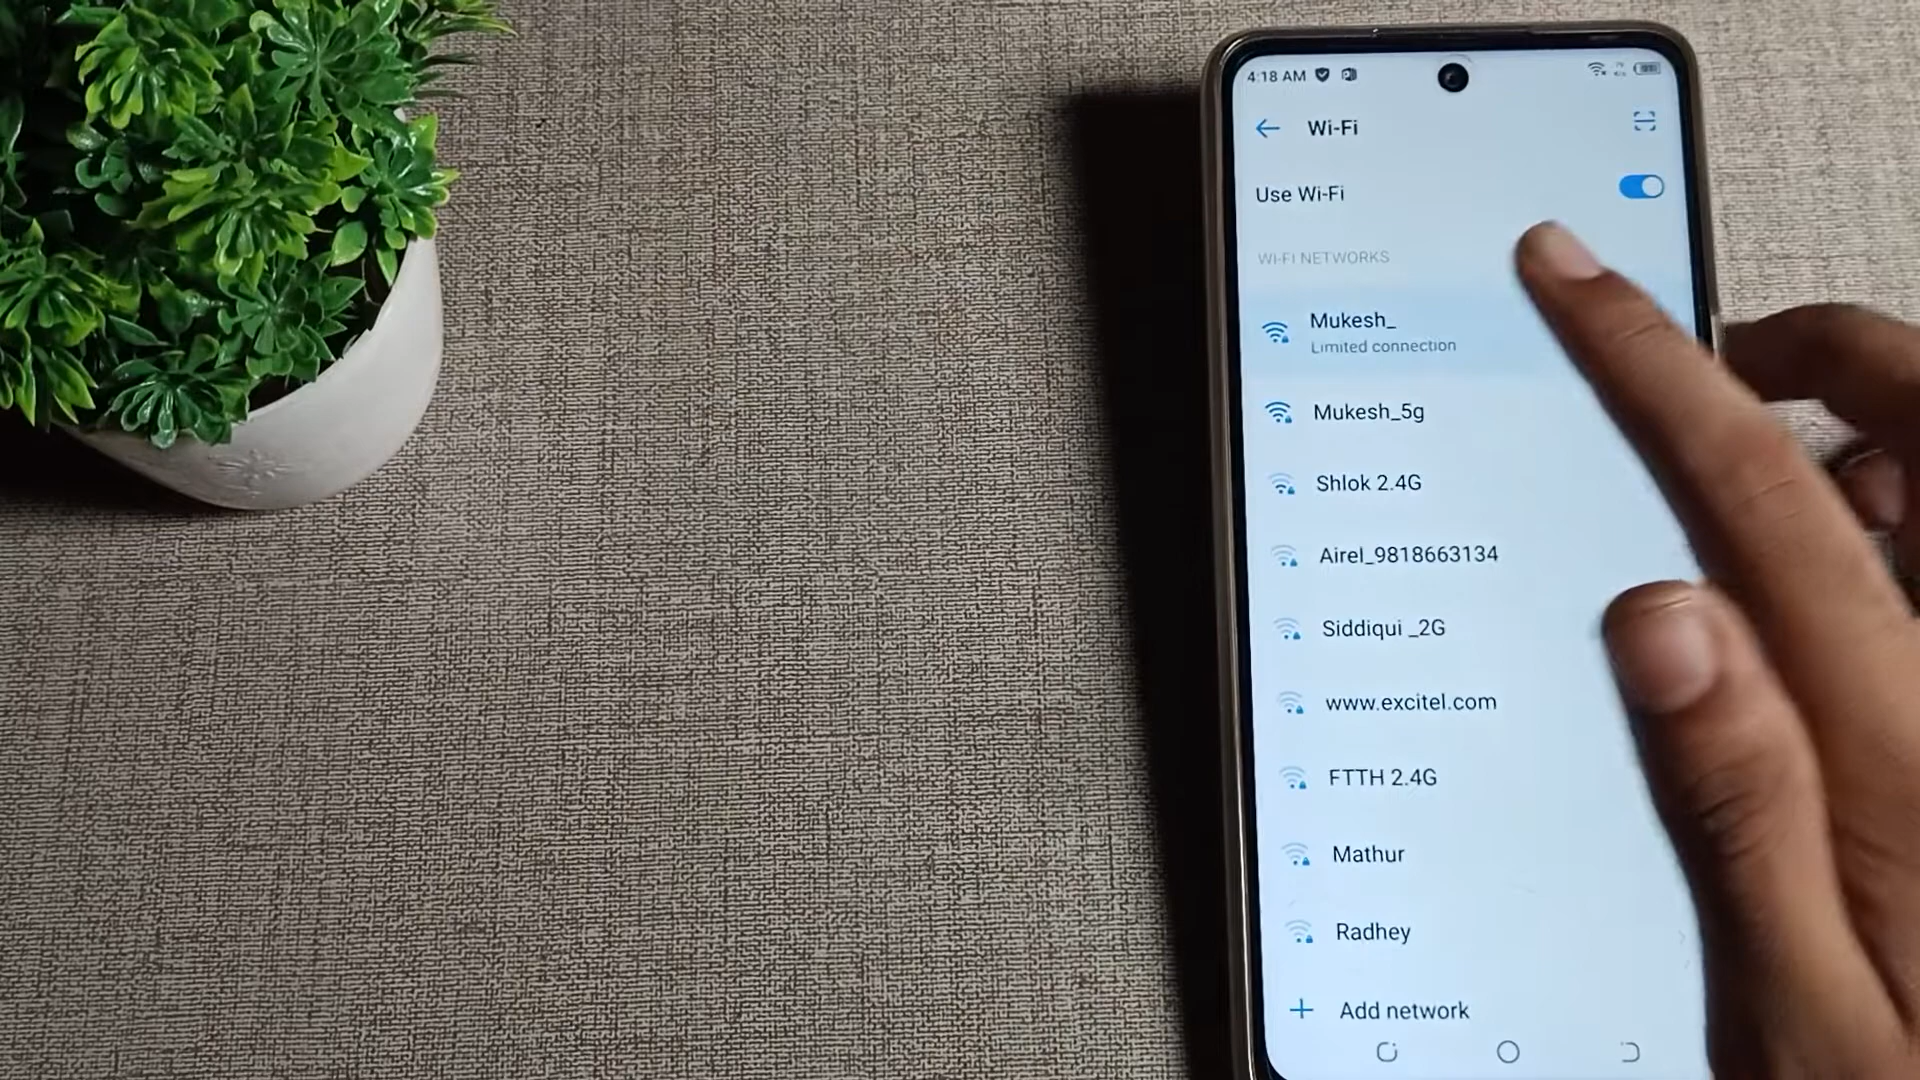 4:18 AM
Wi-Fi
Use Wi-Fi
WI-FI NETWORKS
Mukesh_
Limited connection
Mukesh_5g
Shlok 2.4G
Airel_9818663134
Siddiqui _2G
www.excitel.com
FTTH 2.4G
Mathur
Radhey
Add network